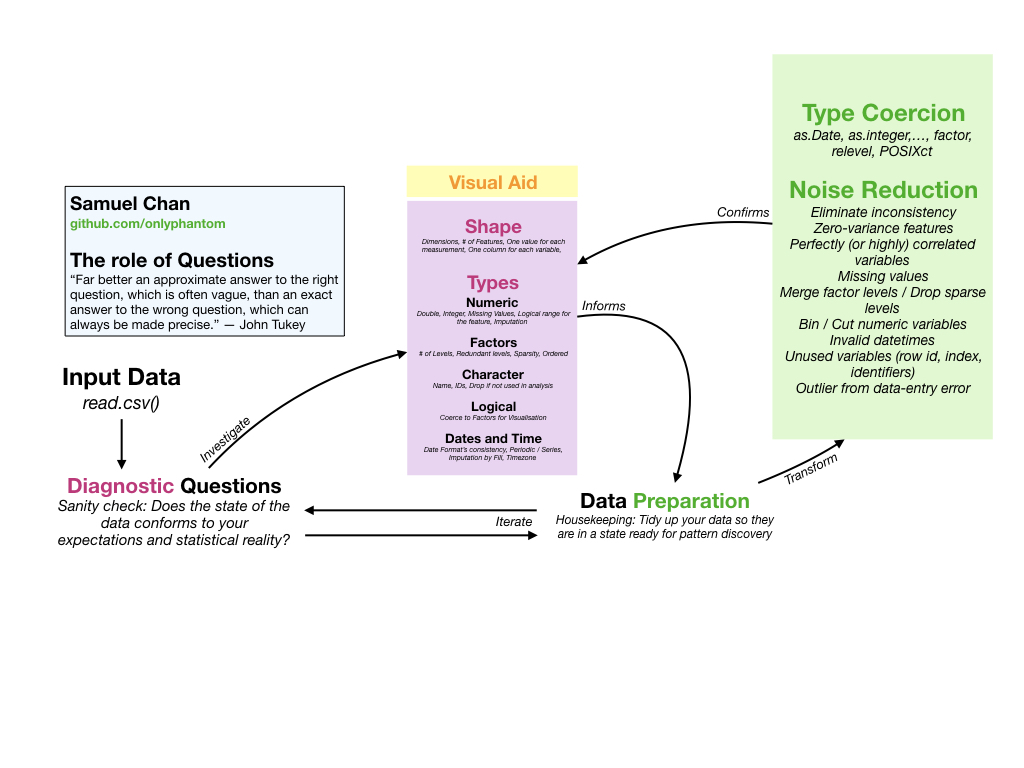 Samuel Chan
github.com/onlyphantom
The role of Questions
“Far better an approximate answer to the right
question, which is often vague, than an exact
answer to the wrong question, which can
always be made precise.” — John Tukey
Input Data
read.csv()
Diagnostic Questions
Sanity check: Does the state of the
data conforms to your
expectations and statistical reality?
Investigate
Visual Aid
Shape
Dimensions, # of Features, One value for each
measurement, One column for each variable,
Types
Numeric
Double, Integer, Missing Values, Logical range for
the feature, Imputation
Factors
# of Levels, Redundant levels, Sparsity, Ordered
Character
Name, IDs, Drop if not used in analysis
Logical
Coerce to Factors for Visualisation
Dates and Time
Date Format's consistency, Periodic / Series,
Imputation by Fill, Timezone
Informs
Iterate
Data Preparation
Housekeeping: Tidy up your data so they
are in a state ready for pattern discovery
Transform
Confirms
Type Coercion
as.Date, as.integer,…, factor,
relevel, POSIXct
Noise Reduction
Eliminate inconsistency
Zero-variance features
Perfectly (or highly) correlated
variables
Missing values
Merge factor levels / Drop sparse
levels
Bin / Cut numeric variables
Invalid datetimes
Unused variables (row id, index,
identifiers)
Outlier from data-entry error